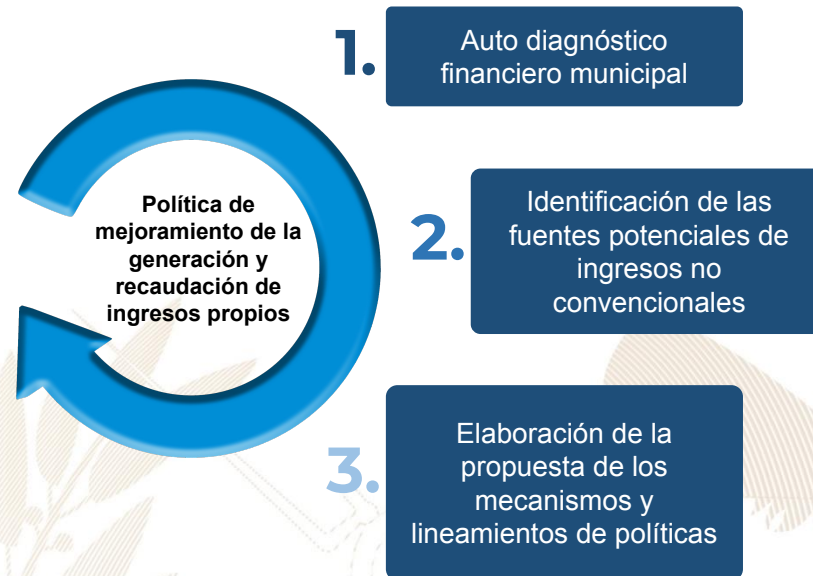 1.
Auto diagnóstico
financiero municipal
Política de
mejoramiento de la
generación y
recaudación de
ingresos propios
2.
Identificación de las
fuentes potenciales de
ingresos no
convencionales
3.
Elaboración de la
propuesta de los
mecanismos y
lineamientos de políticas